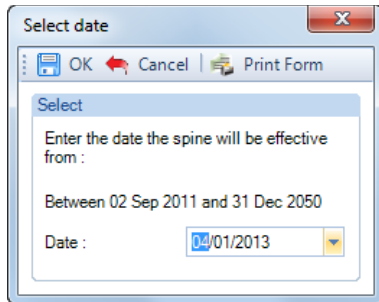 Select date
OK Cancel Print Form
Select
Enter the date the spine will be effective
from :
Between 02 Sep 2011 and 31 Dec 2050
Date : 04/01/2013